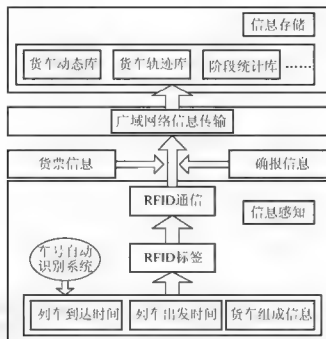 信息存储
货车动态库 货车轨迹库 阶段统计库 ……
广域网络信息传输
货票信息 确报信息
RFID通信 信息感知
车号自动
识别系统
RFID标签
列车到达时间 列车出发时间 货车组成信息